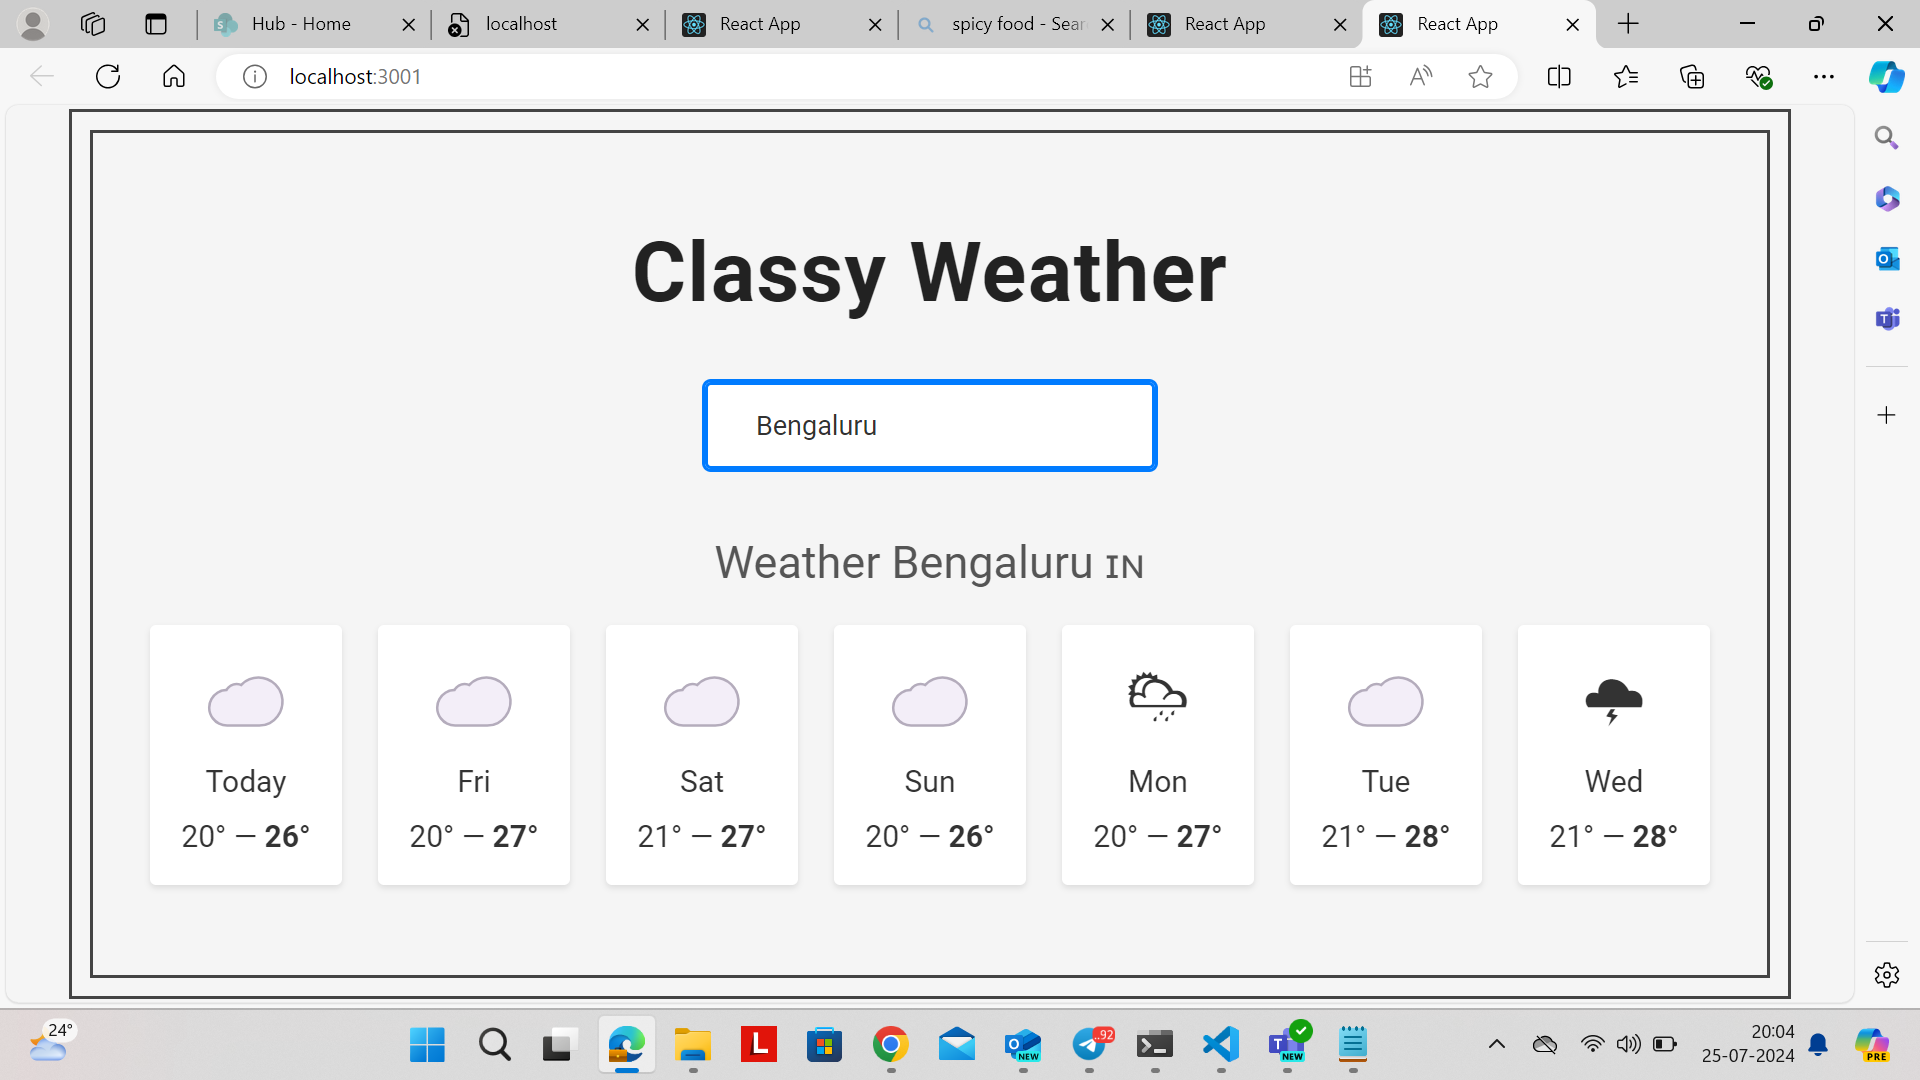 Hub - Home
localhost
React App
spicy food - Sear
React App
React App
localhost:3001
Classy Weather
Bengaluru
Weather Bengaluru ɪɴ
Today
20° — 26°
Fri
20° — 27°
Sat
21° — 27°
Sun
20° — 26°
Mon
20° — 27°
Tue
21° — 28°
Wed
21° — 28°
24°
L
NEW
..92
NEW
20:04
25-07-2024
PRE